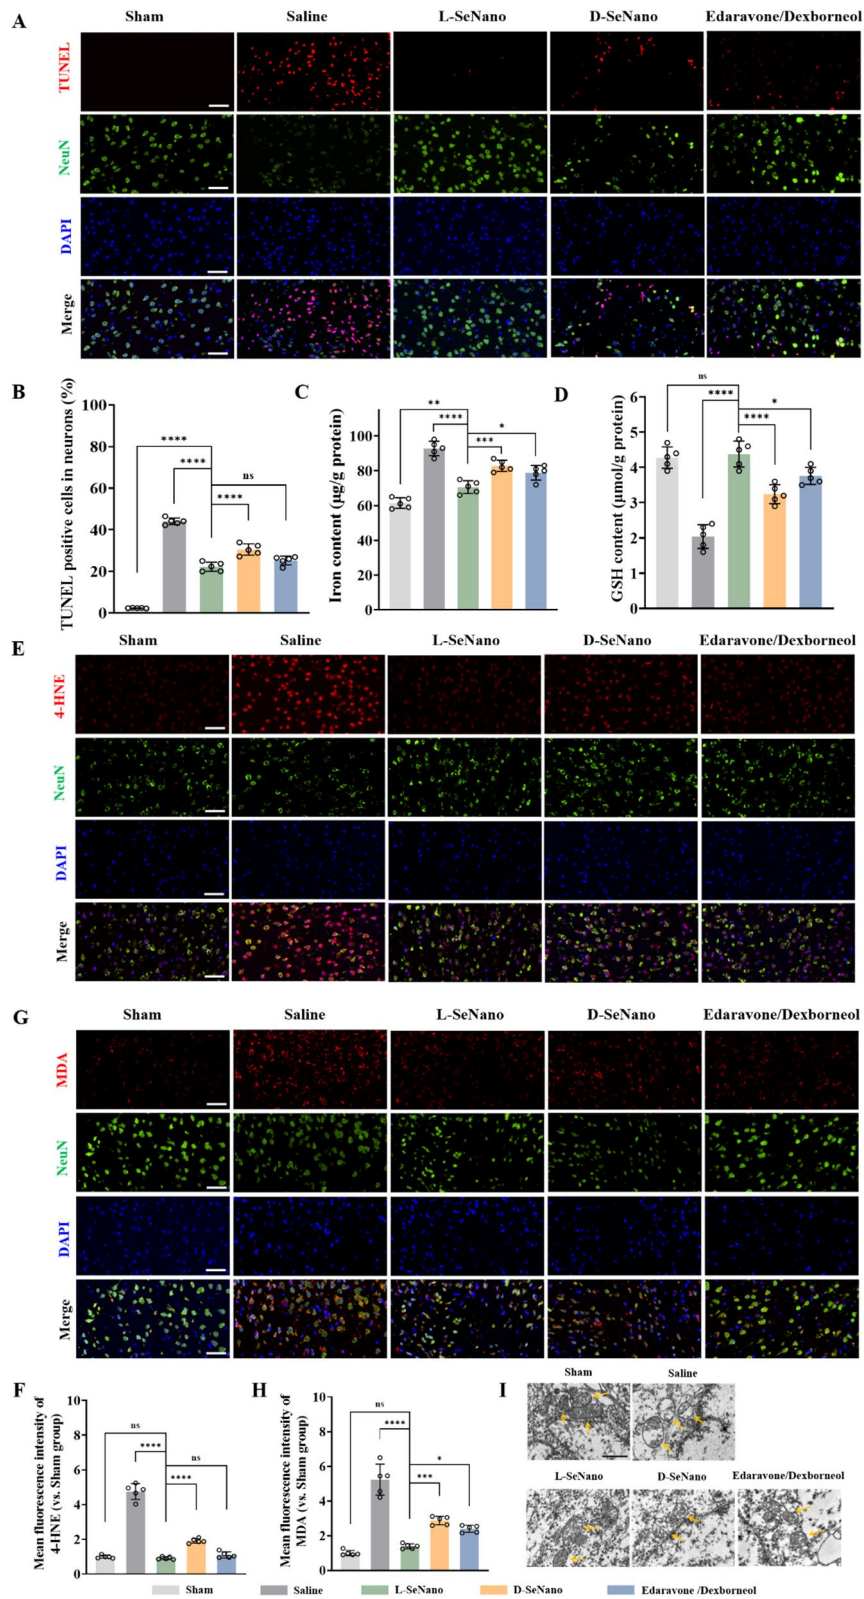 A
Sham Saline L-SeNano D-SeNano Edaravone/Dexborneol
TUNEL
NeuN
DAPI
Merge
B
TUNEL positive cells in neurons (%)
100
80
60
40
20
0
****
****
ns
****
C
Iron content (μg/g protein)
100
80
60
40
20
0
**
****
*
***
D
GSH content (μmol/g protein)
6
5
4
3
2
1
0
ns
****
*
****
E
Sham Saline L-SeNano D-SeNano Edaravone/Dexborneol
4-HNE
NeuN
DAPI
Merge
G
Sham Saline L-SeNano D-SeNano Edaravone/Dexborneol
MDA
NeuN
DAPI
Merge
F
Mean fluorescence intensity of
4-HNE (vs. Sham group)
10
8
6
4
2
0
ns
****
ns
****
H
Mean fluorescence intensity of
MDA (vs. Sham group)
10
8
6
4
2
0
ns
****
*
***
I
Sham Saline
L-SeNano D-SeNano Edaravone/Dexborneol
Sham Saline L-SeNano D-SeNano Edaravone /Dexborneol